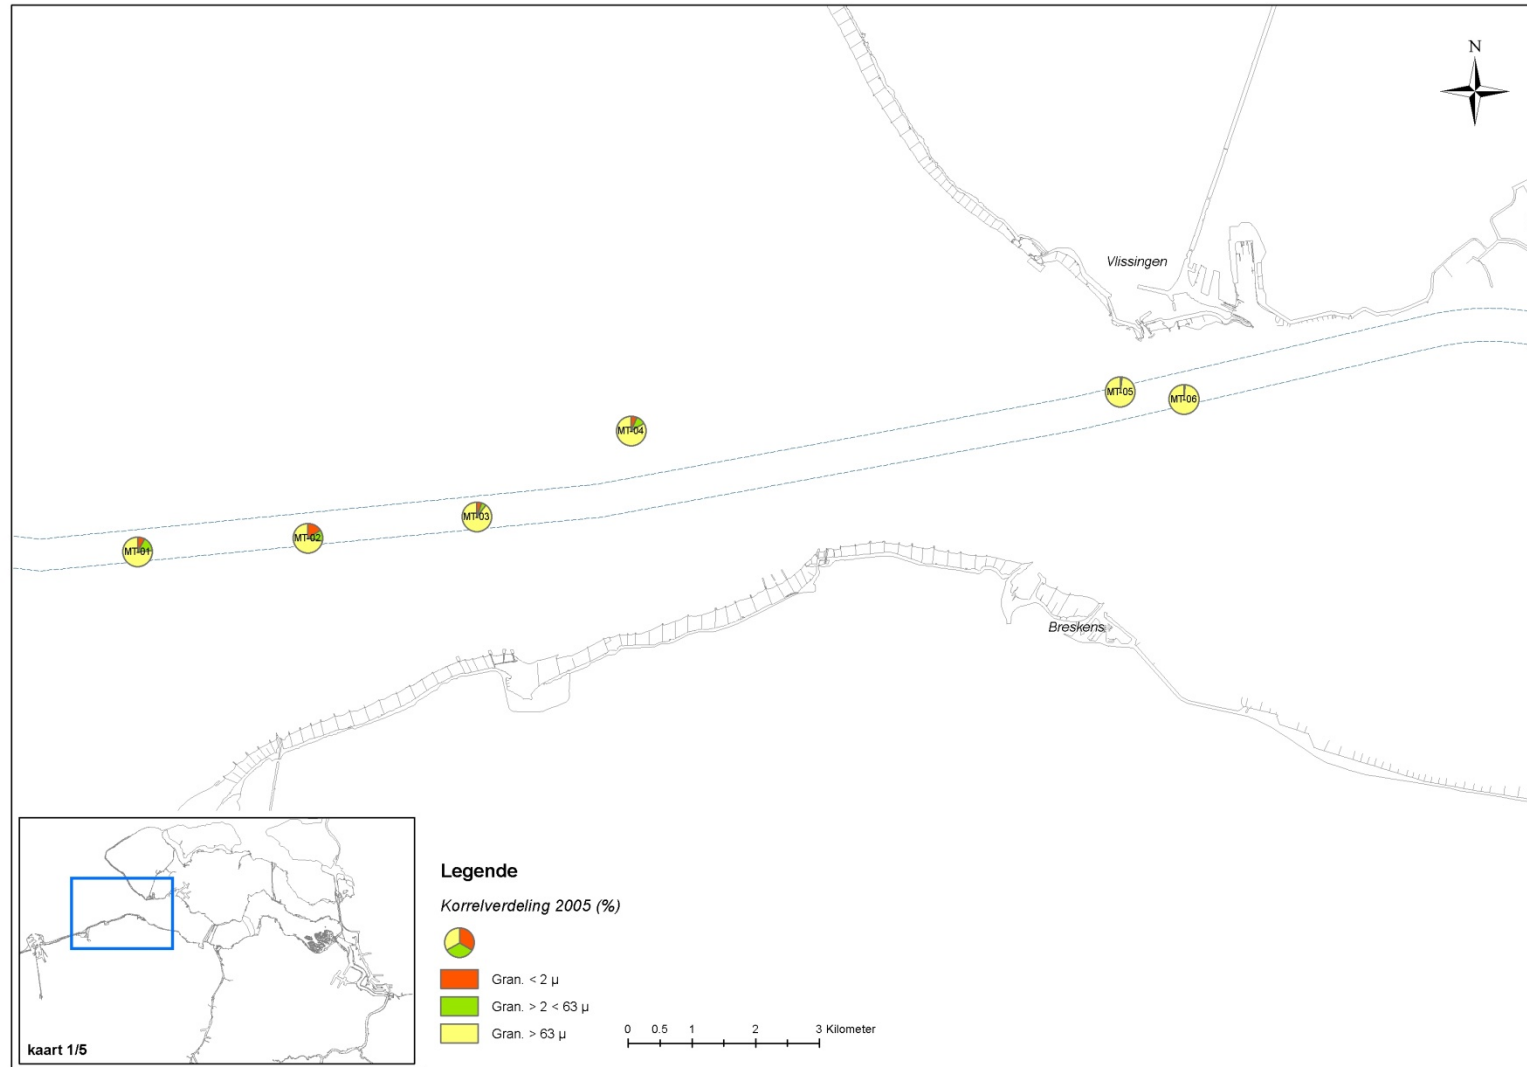 N
Vlissingen
MT-05
MT-06
MT-04
MT-03
MT-02
MT-01
Breskens
Legende
Korrelverdeling 2005 (%)
Gran. < 2 µ
Gran. > 2 < 63 µ
Gran. > 63 µ
0 0.5 1 2 3 Kilometer
kaart 1/5